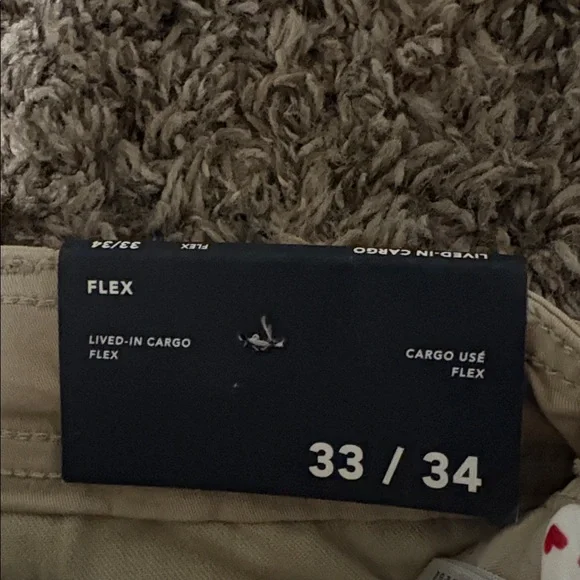 33/34 FLEX LIVED-IN CARGO
FLEX
LIVED-IN CARGO
FLEX
CARGO USÉ
FLEX
33 / 34